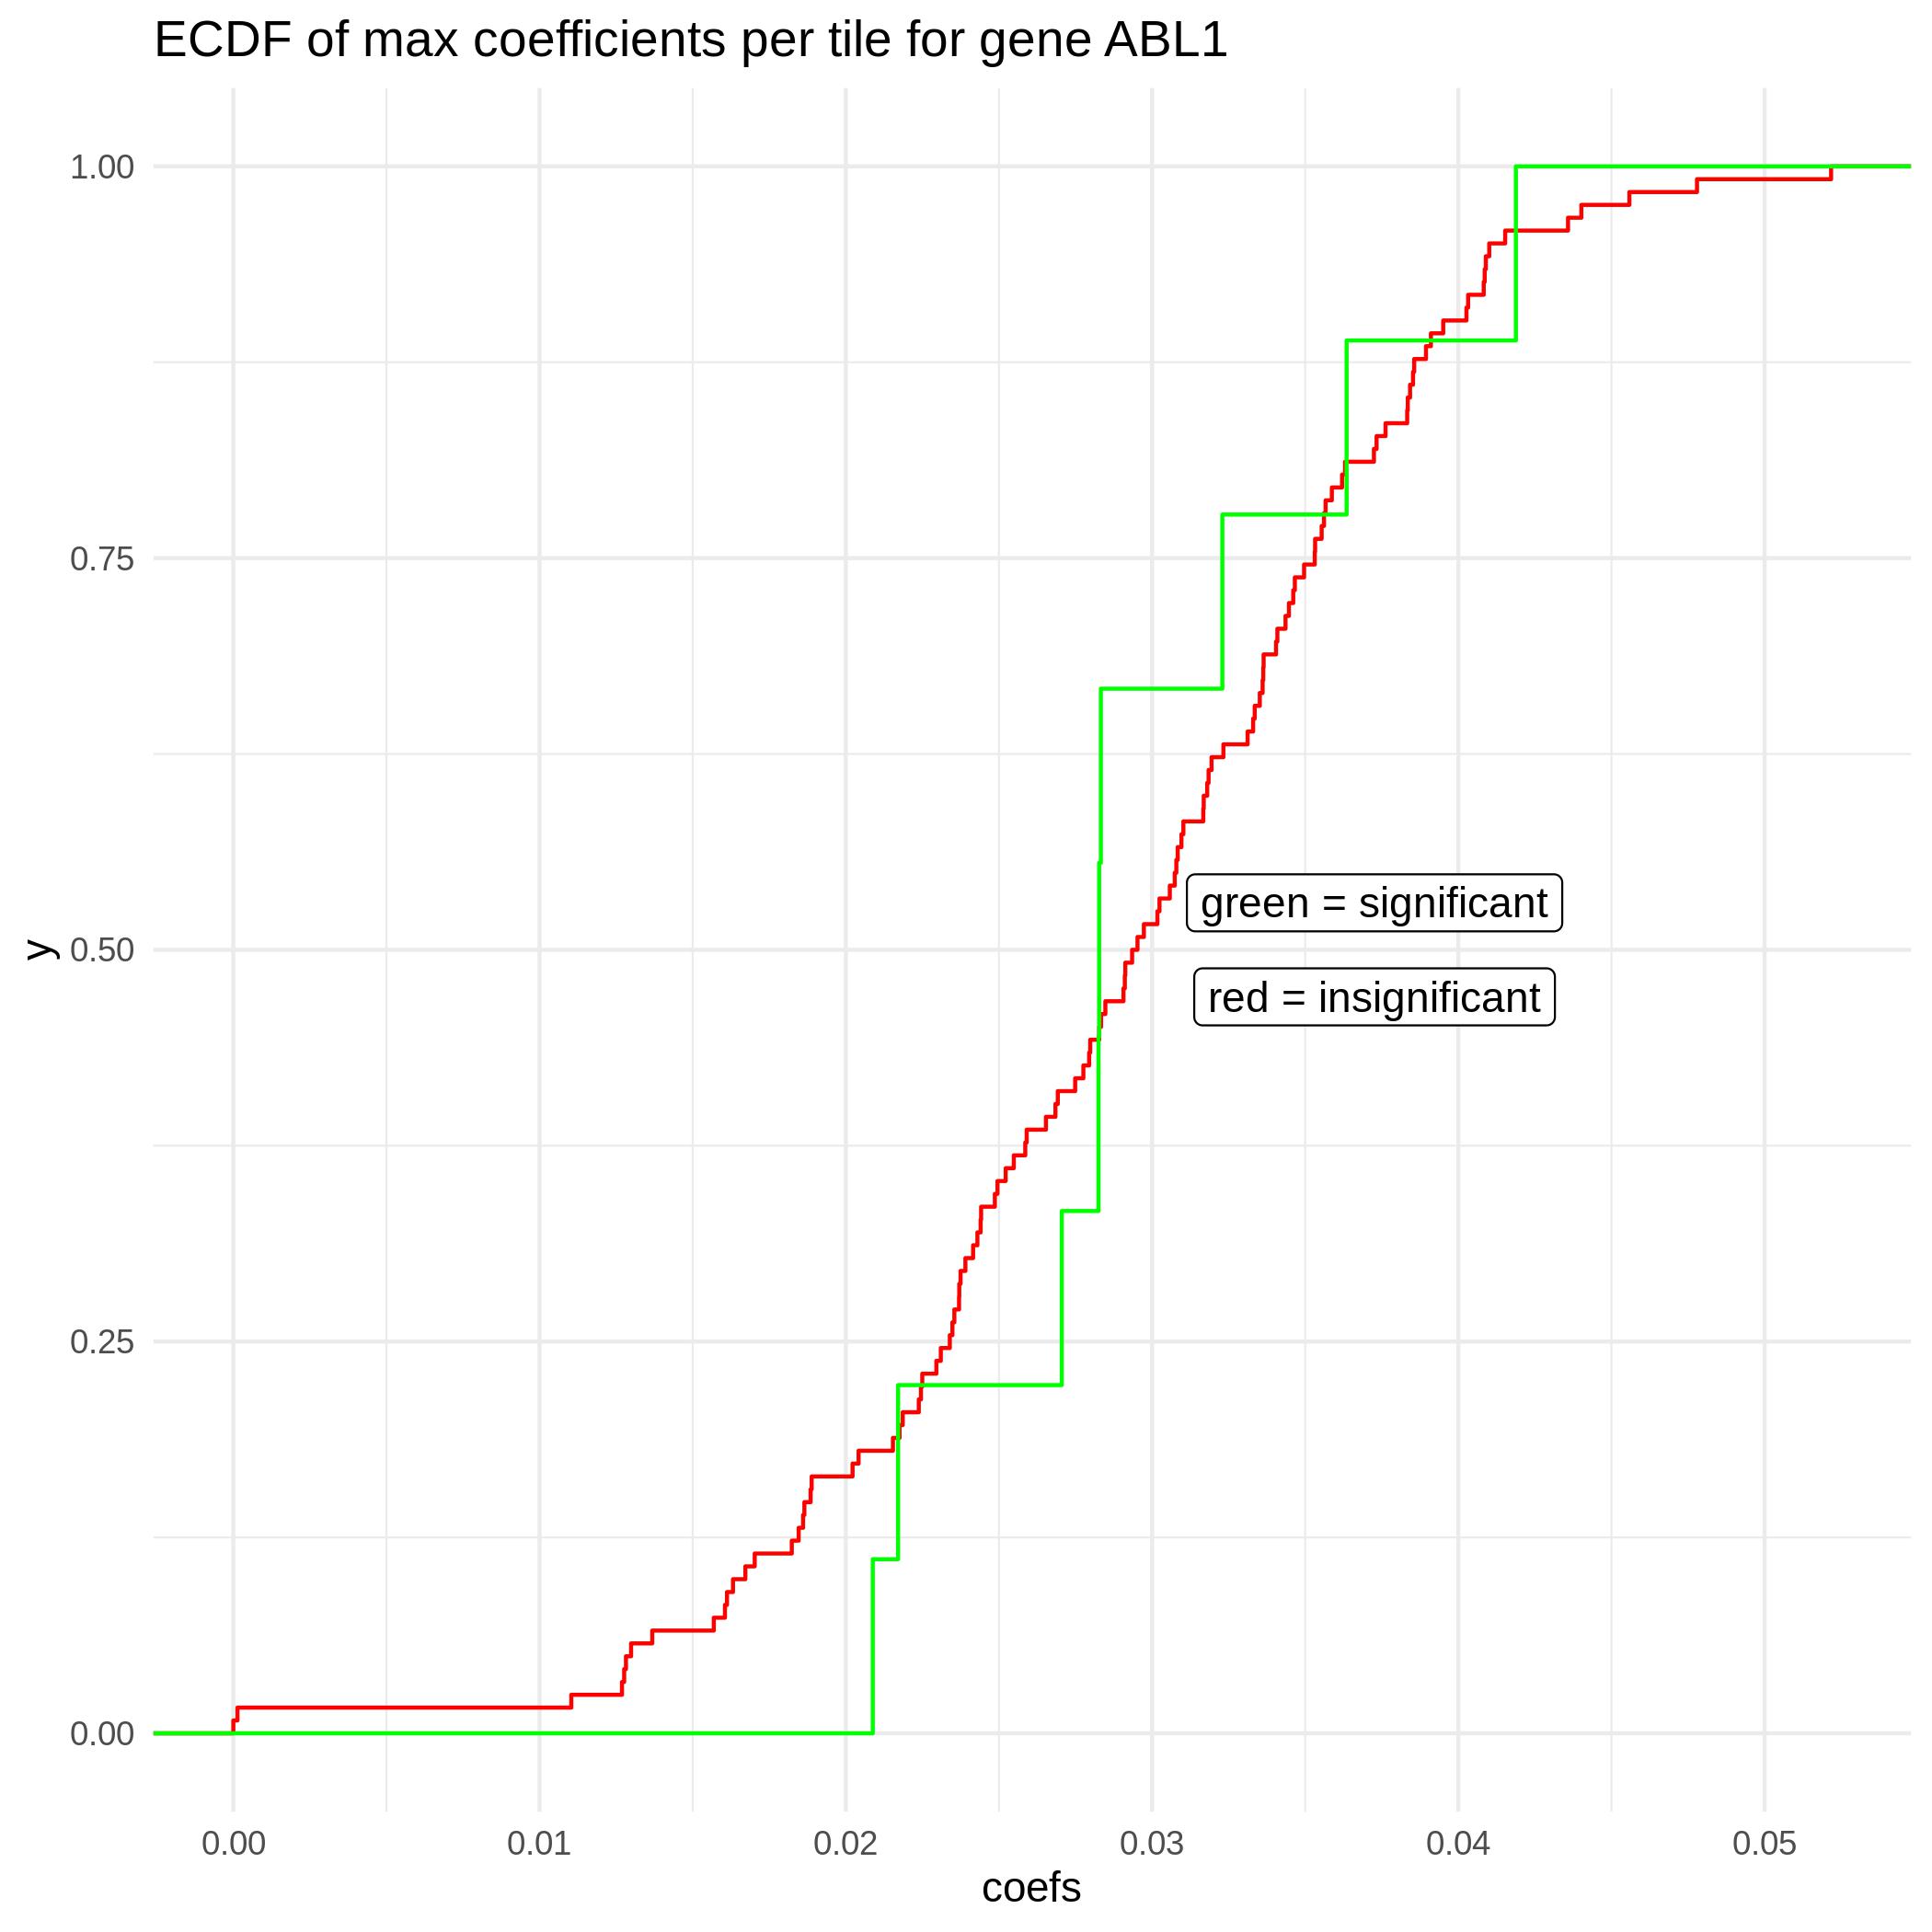 ECDF of max coefficients per tile for gene ABL1
1.00
0.75
0.50
0.25
0.00
y
green = significant
red = insignificant
0.00 0.01 0.02 0.03 0.04 0.05
coefs